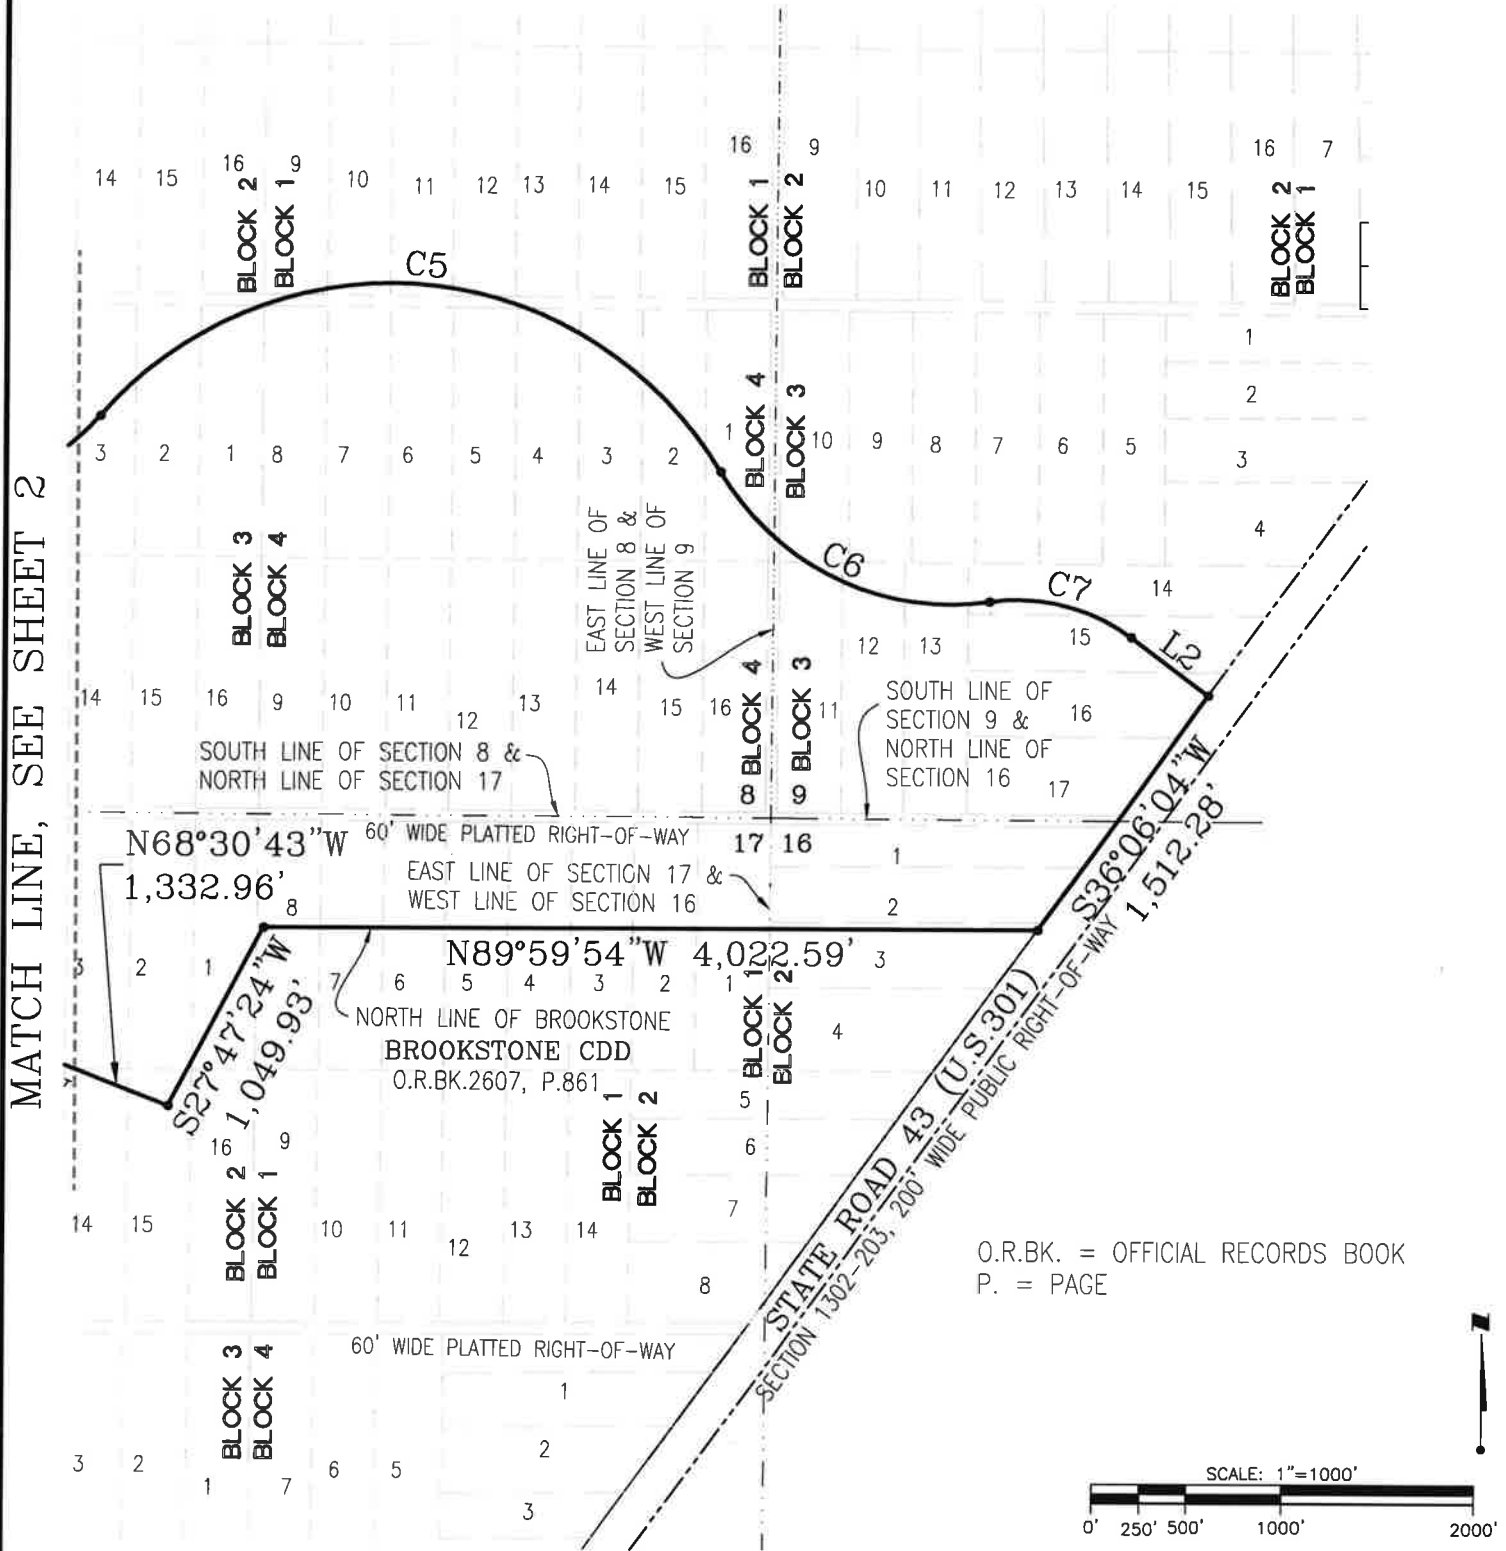 MATCH LINE, SEE SHEET 2
16 9
16 7
14 15 16 9 10 11 12 13 14 15
10 11 12 13 14 15
BLOCK 2
BLOCK 1
BLOCK 1
BLOCK 2
BLOCK 2
BLOCK 1
C5
1
2
3
4
BLOCK 4
BLOCK 3
3 2 1 8 7 6 5 4 3 2 1
10 9 8 7 6 5
BLOCK 3
BLOCK 4
EAST LINE OF
SECTION 8 &
WEST LINE OF
SECTION 9
C6
C7
14
15
L2
12 13
14 15 16 9 10 11 12 13 14 15 16
BLOCK 4
BLOCK 3
11
SOUTH LINE OF
SECTION 9 &
NORTH LINE OF
SECTION 16
16
17
SOUTH LINE OF SECTION 8 &
NORTH LINE OF SECTION 17
8 9
17 16
S36°06'04"W
1,512.28'
N68°30'43"W
1,332.96'
60' WIDE PLATTED RIGHT-OF-WAY
EAST LINE OF SECTION 17 &
WEST LINE OF SECTION 16
1
2
8
N89°59'54"W 4,022.59'
3
3 2 1
7 6 5 4 3 2 1
S27°47'24"W
1,049.93'
NORTH LINE OF BROOKSTONE
BROOKSTONE CDD
O.R.BK.2607, P.861
BLOCK 1
BLOCK 2
4
5
6
7
8
BLOCK 1
BLOCK 2
16 9
14 15
BLOCK 2
BLOCK 1
10 11 12 13 14
STATE ROAD 43 (U.S.301)
SECTION 1302-203, 200' WIDE PUBLIC RIGHT-OF-WAY
O.R.BK. = OFFICIAL RECORDS BOOK
P. = PAGE
60' WIDE PLATTED RIGHT-OF-WAY
BLOCK 3
BLOCK 4
1
2
3
3 2 1 7 6 5
N
SCALE: 1"=1000'
0' 250' 500' 1000' 2000'